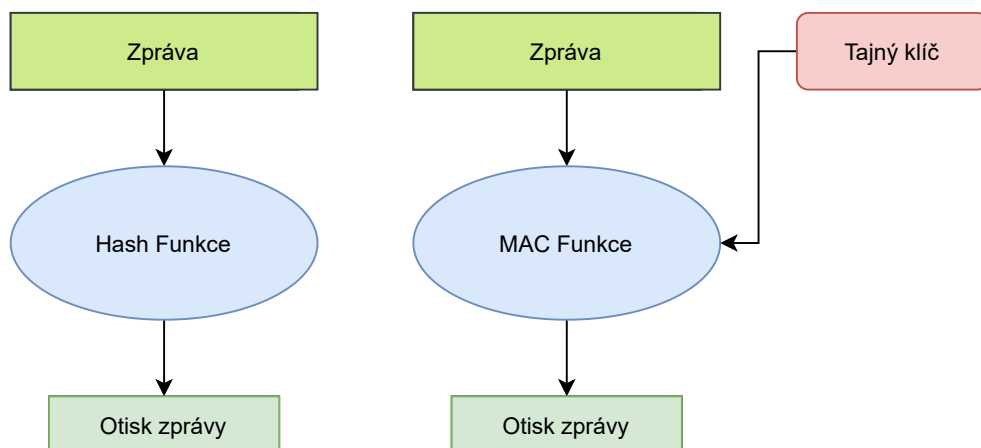 Zpráva
Zpráva
Tajný klíč
Hash Funkce
MAC Funkce
Otisk zprávy
Otisk zprávy